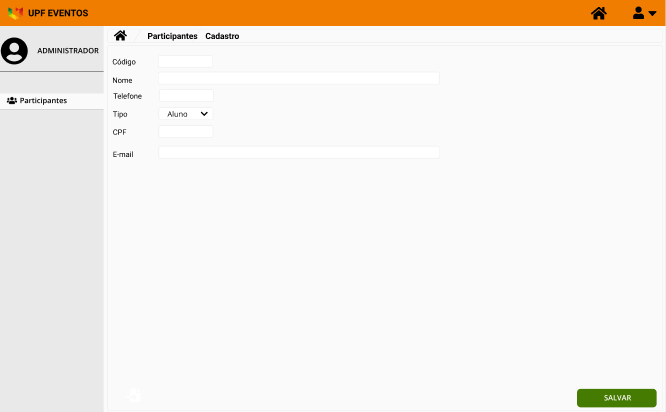 UPF EVENTOS
ADMINISTRADOR
Participantes
Participantes Cadastro
Código
Nome
Telefone
Tipo Aluno
CPF
E-mail
SALVAR